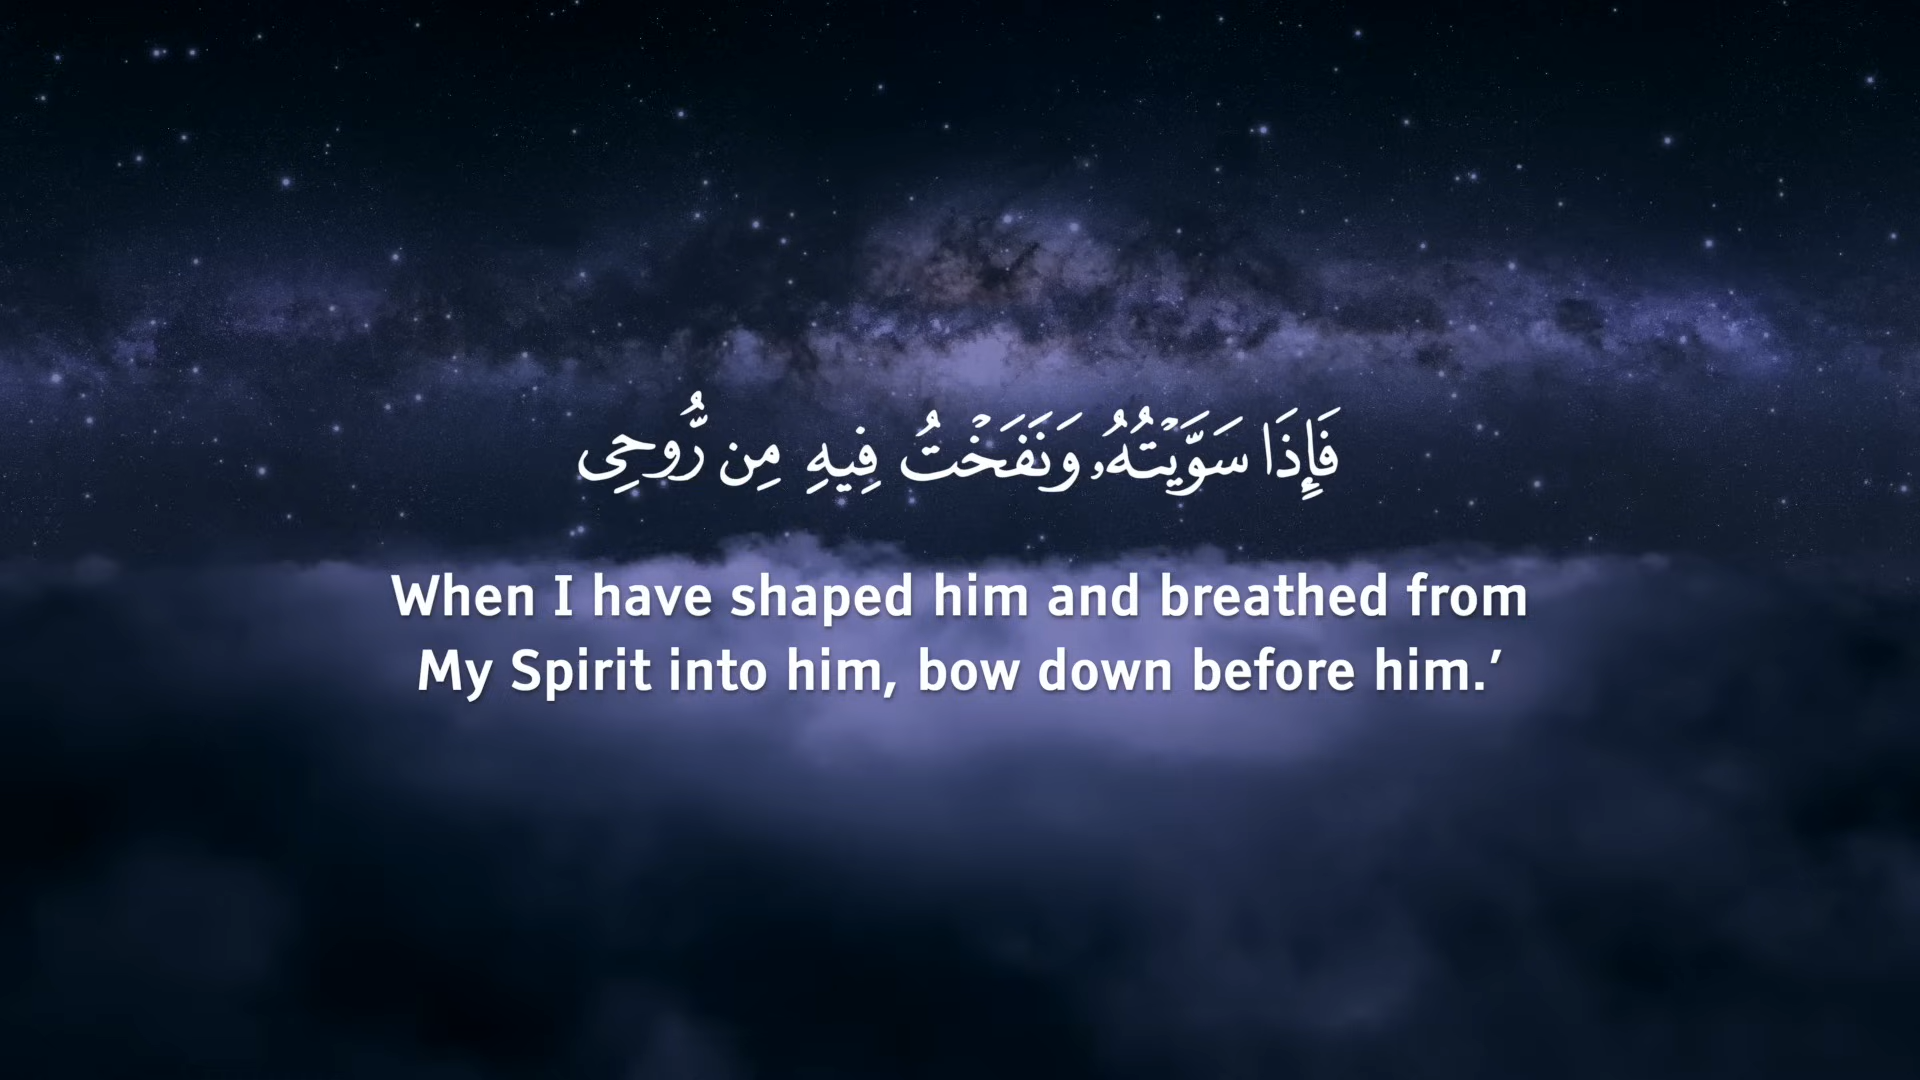 فَإِذَا سَوَّيْتُهُۥ وَنَفَخْتُ فِيهِ مِن رُّوحِى
When I have shaped him and breathed from
My Spirit into him, bow down before him.’